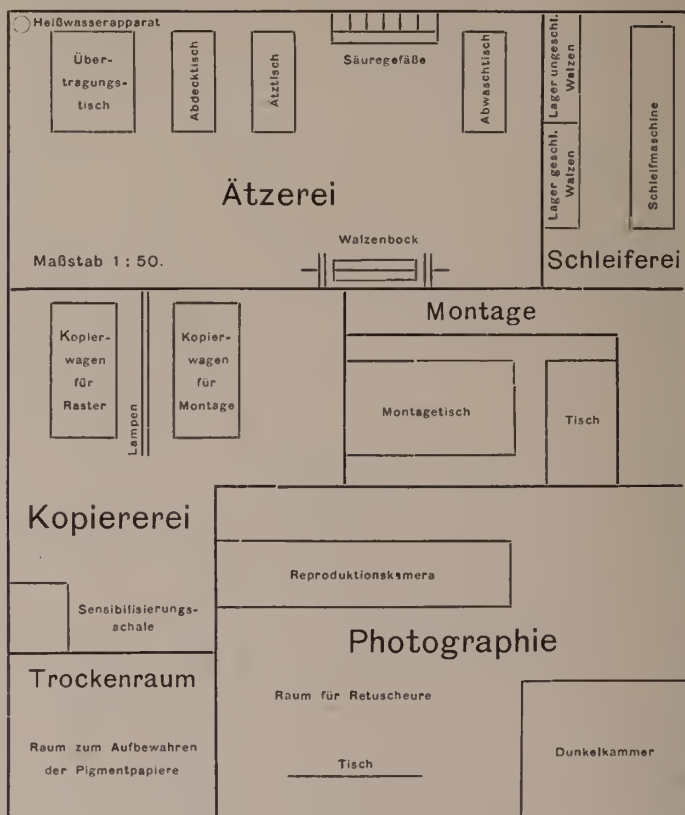 Heißwasserapparat
Über-
tragungs-
tisch
Abdecktisch
Ätztisch
Säuregefäße
Abwaschtisch
Lager ungeschl.
Walzen
Lager geschl.
Walzen
Schleifmaschine
Ätzerei
Walzenbock
Maßstab 1 : 50.
Schleiferei
Kopier-
wagen
für
Raster
Lampen
Kopier-
wagen
für
Montage
Montage
Montagetisch
Tisch
Kopiererei
Reproduktionskamera
Sensibilisierungs-
schale
Photographie
Trockenraum
Raum zum Aufbewahren
der Pigmentpapiere
Raum für Retuscheure
Tisch
Dunkelkammer